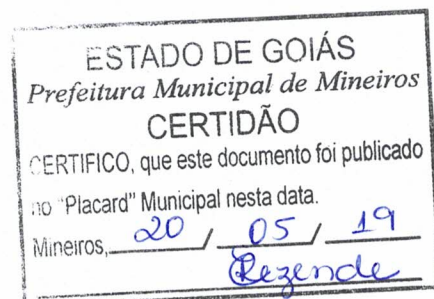 ESTADO DE GOIÁS
Prefeitura Municipal de Mineiros
CERTIDÃO
CERTIFICO, que este documento foi publicado
no "Placard" Municipal nesta data.
Mineiros, 20 / 05 / 19
Rezende